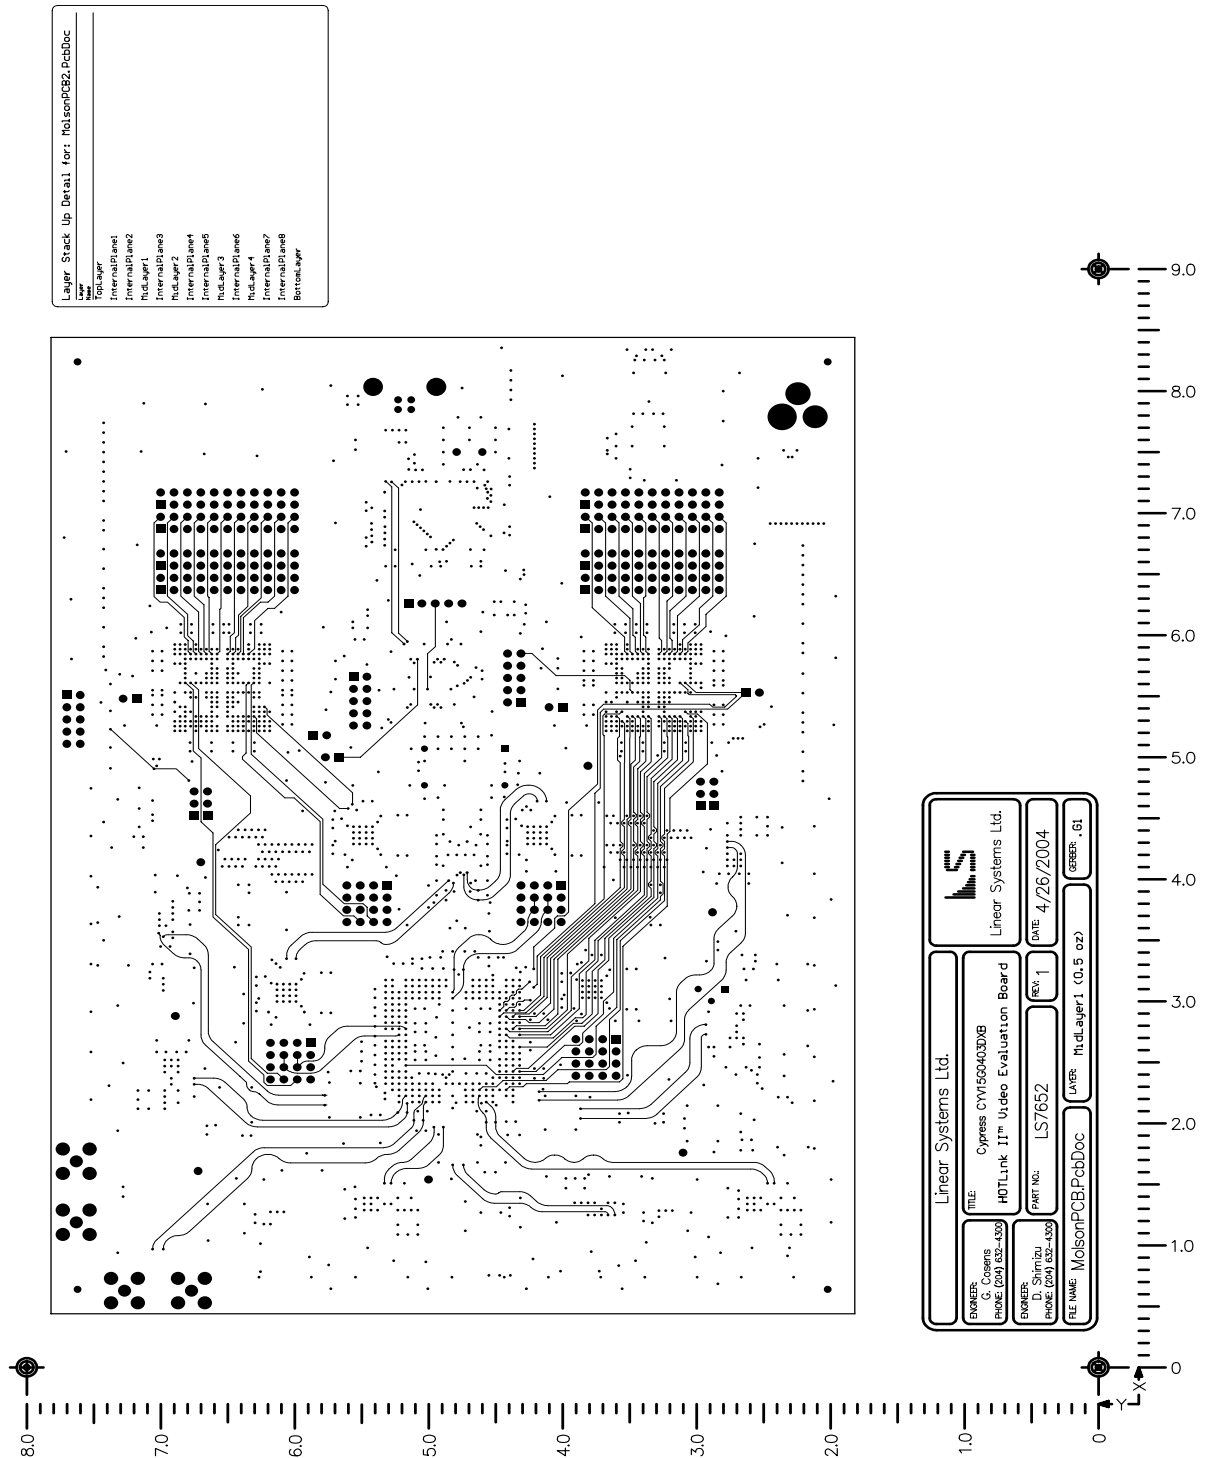 Layer Stack Up Detail for: MolsonPCB2.PcbDoc
Layer
Name
TopLayer
InternalPlane1
InternalPlane2
MidLayer1
InternalPlane3
MidLayer2
InternalPlane4
InternalPlane5
MidLayer3
InternalPlane6
MidLayer4
InternalPlane7
InternalPlane8
BottomLayer
9.0
8.0
7.0
6.0
5.0
4.0
3.0
2.0
1.0
0
X
Y
8.0
7.0
6.0
5.0
4.0
3.0
2.0
1.0
0
Linear Systems Ltd.
LS
Linear Systems Ltd.
TITLE:
Cypress CYV15G0403DXB
HOTLink II™ Video Evaluation Board
ENGINEER:
G. Cosens
PHONE: (204) 632-4300
ENGINEER:
D. Shimizu
PHONE: (204) 632-4300
PART NO.: LS7652
REV: 1
DATE: 4/26/2004
FILE NAME: MolsonPCB.PcbDoc
LAYER: MidLayer1 (0.5 oz)
GERBER: .G1